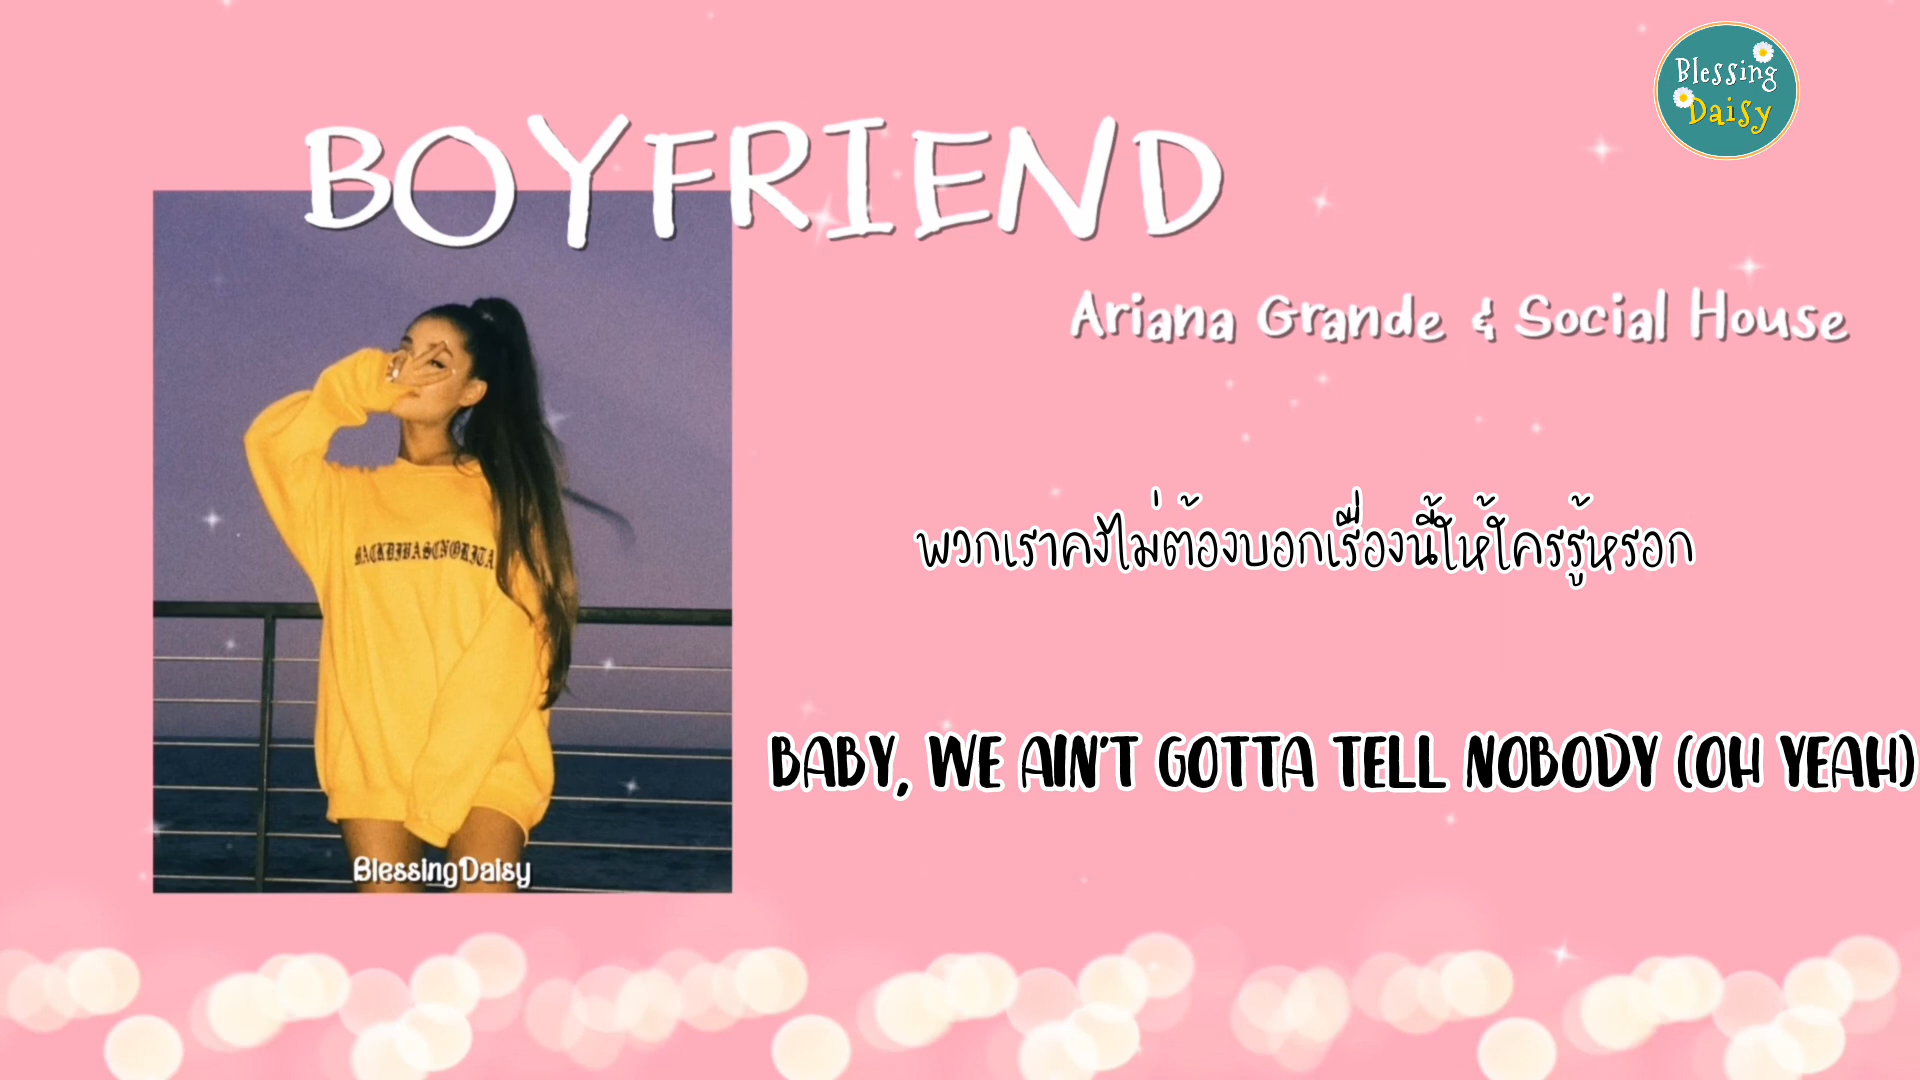 Blessing
Daisy
BOYFRIEND
Ariana Grande & Social House
พวกเราคงไม่ต้องบอกเรื่องนี้ให้ใครรู้หรอก
BABY, WE AIN'T GOTTA TELL NOBODY (OH YEAH)
BlessingDaisy